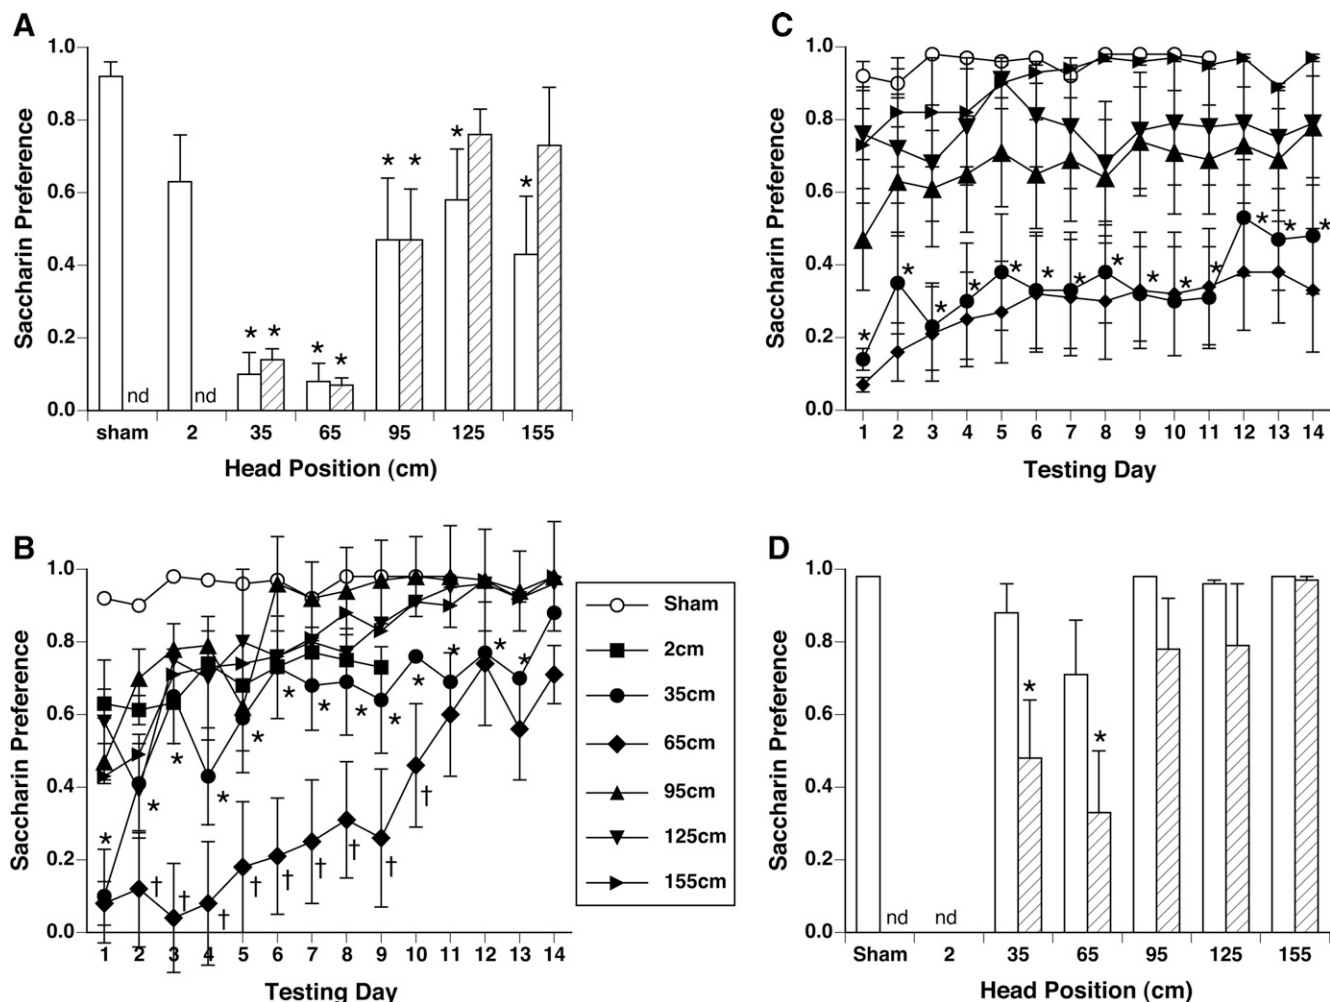 A
Saccharin Preference
1.0
0.8
0.6
0.4
0.2
0.0
* * * * * * * *
nd nd
sham 2 35 65 95 125 155
Head Position (cm)
C
Saccharin Preference
1.0
0.8
0.6
0.4
0.2
0.0
* * * * * * * * * * * * * *
1 2 3 4 5 6 7 8 9 10 11 12 13 14
Testing Day
B
Saccharin Preference
1.0
0.8
0.6
0.4
0.2
0.0
* * * * * * * * * * * * *
† † † † † † † † †
1 2 3 4 5 6 7 8 9 10 11 12 13 14
Testing Day
Sham
2cm
35cm
65cm
95cm
125cm
155cm
D
Saccharin Preference
1.0
0.8
0.6
0.4
0.2
0.0
* *
nd nd
Sham 2 35 65 95 125 155
Head Position (cm)